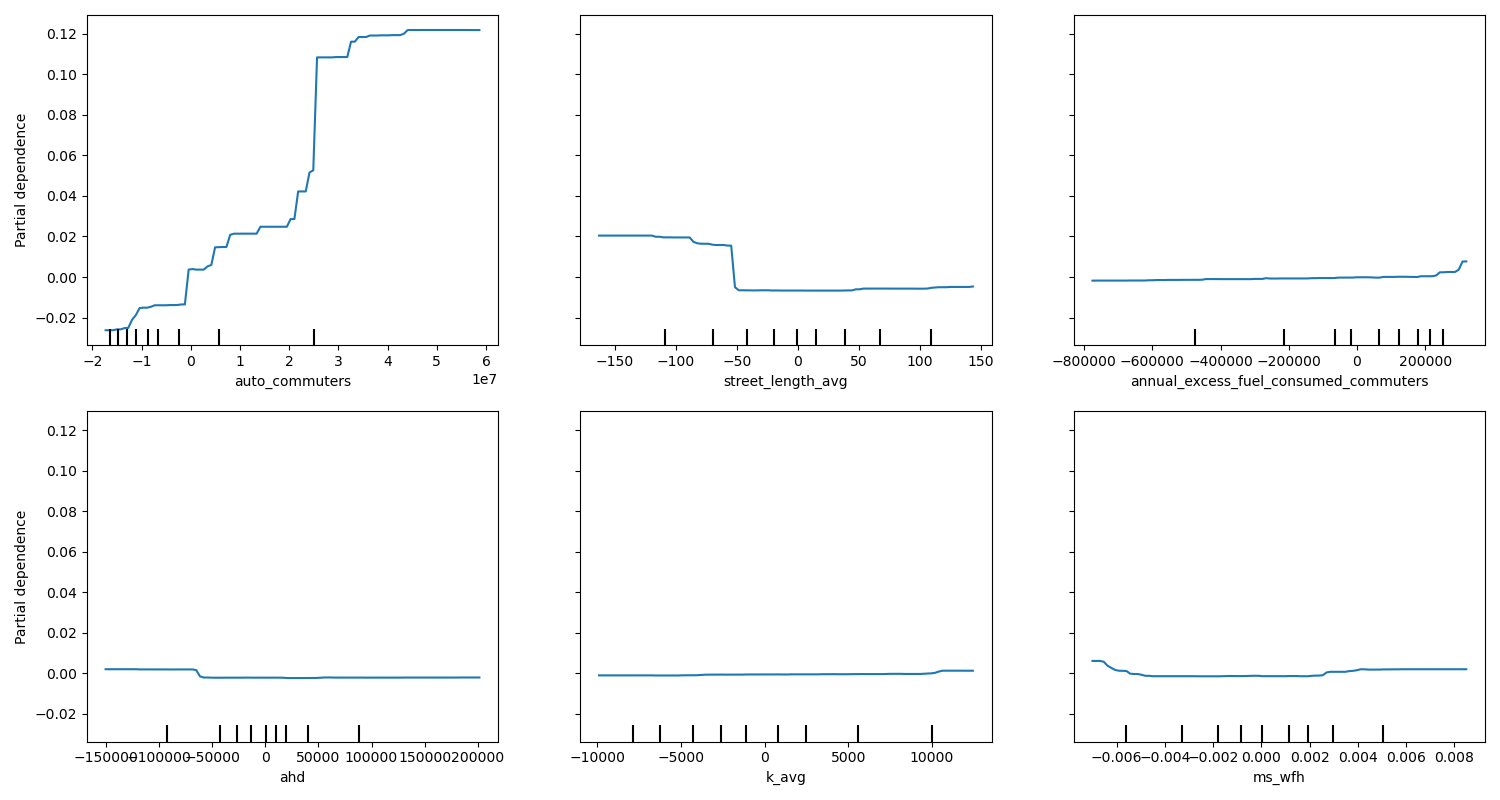 0.12
0.10
0.08
0.06
0.04
0.02
0.00
−0.02
Partial dependence
−2 −1 0 1 2 3 4 5 6
1e7
auto_commuters
−150 −100 −50 0 50 100 150
street_length_avg
−800000 −600000 −400000 −200000 0 200000
annual_excess_fuel_consumed_commuters
0.12
0.10
0.08
0.06
0.04
0.02
0.00
−0.02
Partial dependence
−150000 −100000 −50000 0 50000 100000 150000 200000
ahd
−10000 −5000 0 5000 10000
k_avg
−0.006 −0.004 −0.002 0.000 0.002 0.004 0.006 0.008
ms_wfh